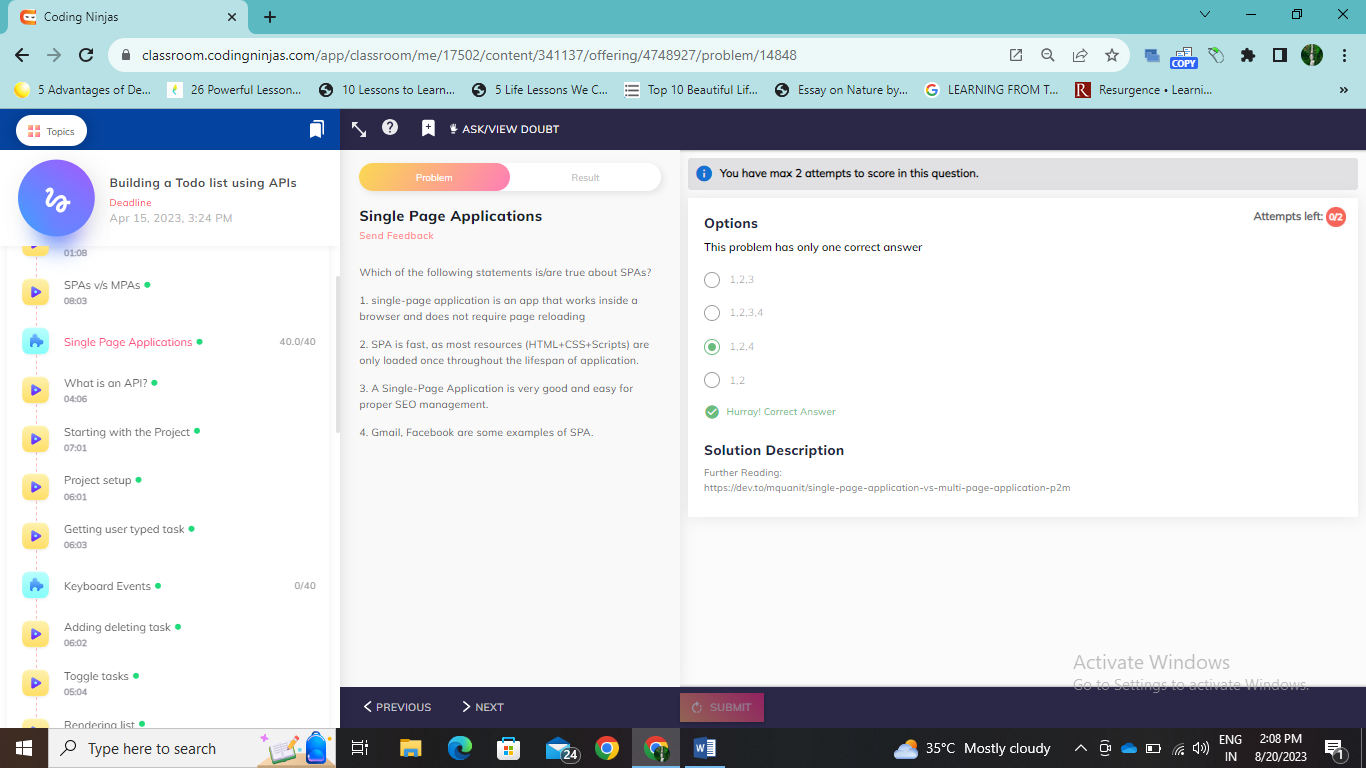 Coding Ninjas
classroom.codingninjas.com/app/classroom/me/17502/content/341137/offering/4748927/problem/14848
COPY
5 Advantages of De...
26 Powerful Lesson...
10 Lessons to Learn...
5 Life Lessons We C...
Top 10 Beautiful Lif...
Essay on Nature by...
LEARNING FROM T...
Resurgence • Learni...
Topics
ASK/VIEW DOUBT
Building a Todo list using APIs
Deadline
Apr 15, 2023, 3:24 PM
01:08
SPAs v/s MPAs
08:03
Single Page Applications 40.0/40
What is an API?
04:06
Starting with the Project
07:01
Project setup
06:01
Getting user typed task
06:03
Keyboard Events 0/40
Adding deleting task
06:02
Toggle tasks
05:04
Rendering list
Problem
Result
Single Page Applications
Send Feedback
Which of the following statements is/are true about SPAs?
1. single-page application is an app that works inside a
browser and does not require page reloading
2. SPA is fast, as most resources (HTML+CSS+Scripts) are
only loaded once throughout the lifespan of application.
3. A Single-Page Application is very good and easy for
proper SEO management.
4. Gmail, Facebook are some examples of SPA.
PREVIOUS
NEXT
You have max 2 attempts to score in this question.
Options
Attempts left: 0/2
This problem has only one correct answer
1,2,3
1,2,3,4
1,2,4
1,2
Hurray! Correct Answer
Solution Description
Further Reading:
https://dev.to/mquanit/single-page-application-vs-multi-page-application-p2m
Activate Windows
Go to Settings to activate Windows.
SUBMIT
Type here to search
24
35°C Mostly cloudy
ENG
IN
2:08 PM
8/20/2023
1